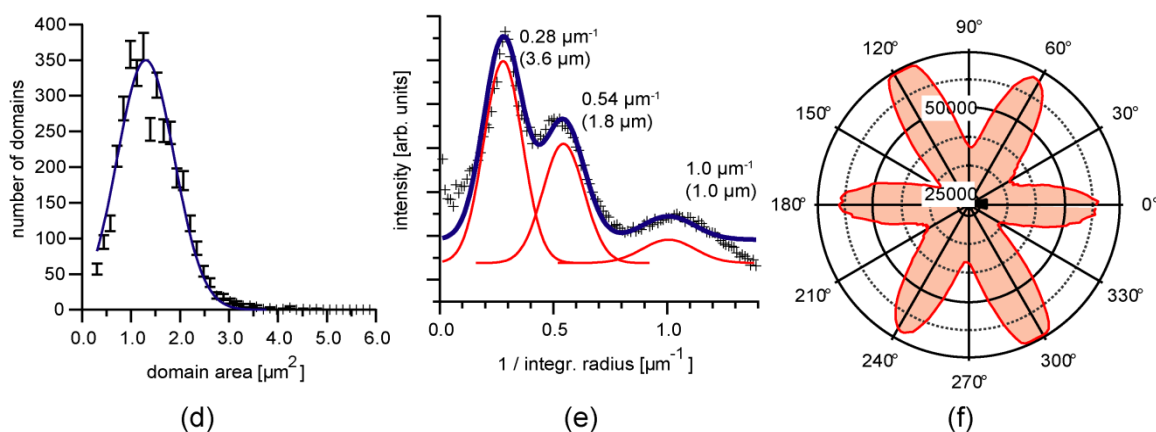 400
350
300
250
200
150
100
50
0
number of domains
0.0 1.0 2.0 3.0 4.0 5.0 6.0
domain area [µm²]
(d)
intensity [arb. units]
0.28 µm⁻¹
(3.6 µm)
0.54 µm⁻¹
(1.8 µm)
1.0 µm⁻¹
(1.0 µm)
0.0 0.5 1.0
1 / integr. radius [µm⁻¹]
(e)
90°
120° 60°
150° 30°
50000
25000
180° 0°
210° 330°
240° 300°
270°
(f)